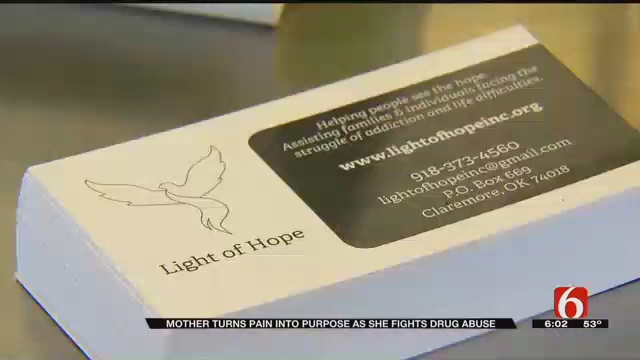 Helping people see the hope
Assisting families & individuals facing the
struggle of addiction and life difficulties.
www.lightofhopeinc.org
918-373-4560
lightofhopeinc@gmail.com
P.O. Box 669
Claremore, OK 74018
Light of Hope
6
MOTHER TURNS PAIN INTO PURPOSE AS SHE FIGHTS DRUG ABUSE
6:02 53°